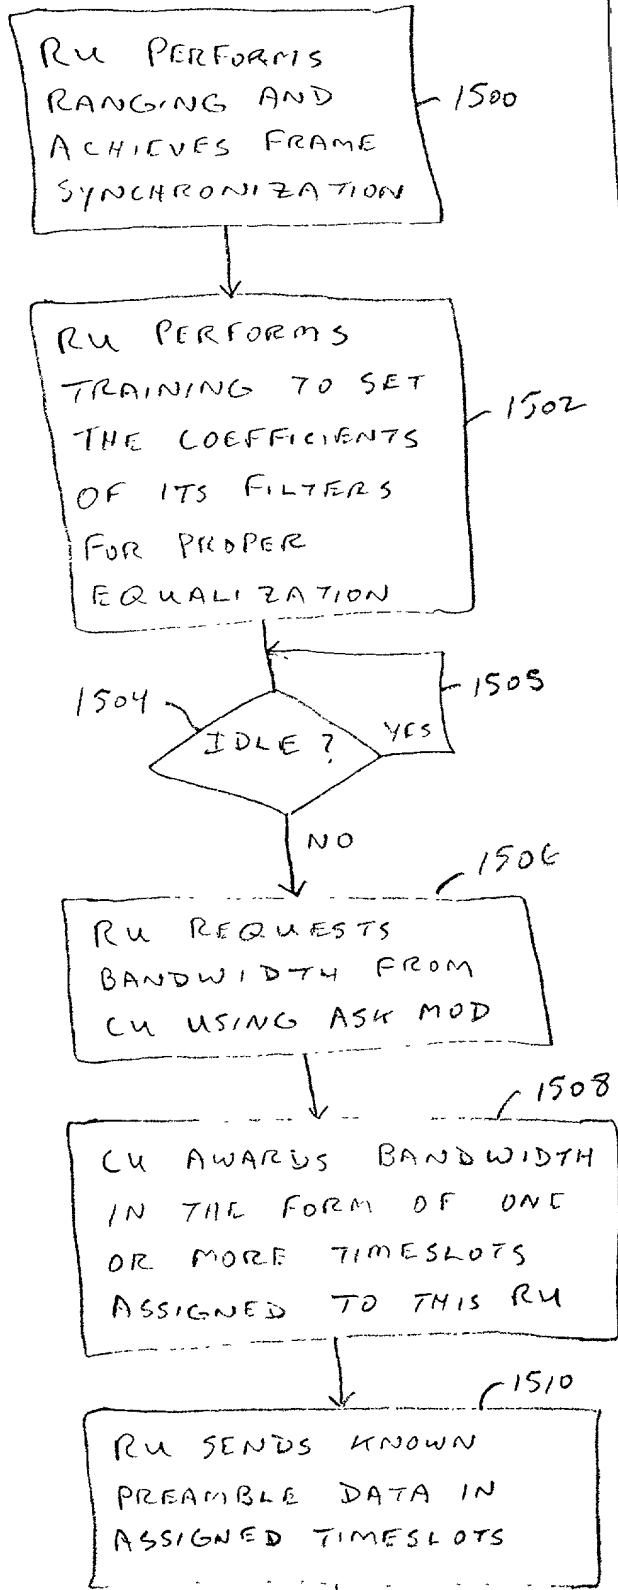 RU PERFORMS
RANGING AND
ACHIEVES FRAME
SYNCHRONIZATION
1500
RU PERFORMS
TRAINING TO SET
THE COEFFICIENTS
OF ITS FILTERS
FOR PROPER
EQUALIZATION
1502
1504
IDLE ?
YES
1505
NO
1506
RU REQUESTS
BANDWIDTH FROM
CU USING ASK MOD
1508
CU AWARDS BANDWIDTH
IN THE FORM OF ONE
OR MORE TIMESLOTS
ASSIGNED TO THIS RU
1510
RU SENDS KNOWN
PREAMBLE DATA IN
ASSIGNED TIMESLOTS